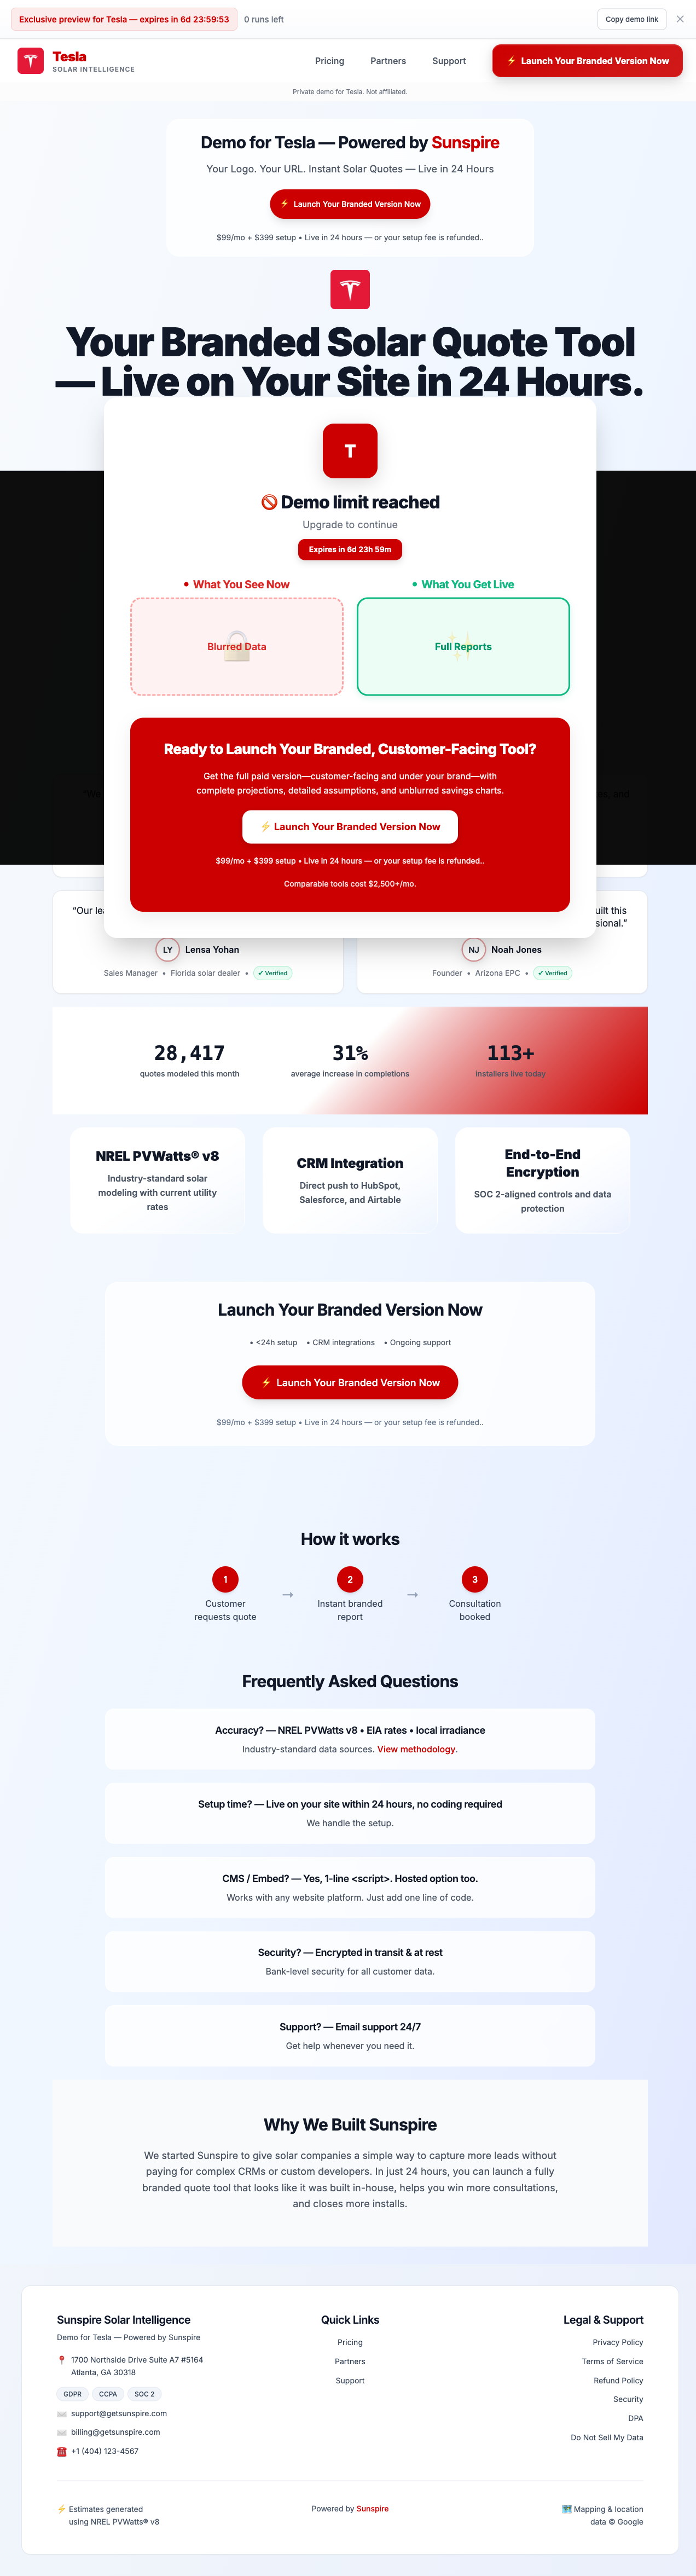 Exclusive preview for Tesla — expires in 6d 23:59:53
0 runs left
Copy demo link
×
Tesla
SOLAR INTELLIGENCE
Pricing
Partners
Support
⚡ Launch Your Branded Version Now
Private demo for Tesla. Not affiliated.
Demo for Tesla — Powered by Sunspire
Your Logo. Your URL. Instant Solar Quotes — Live in 24 Hours
⚡ Launch Your Branded Version Now
$99/mo + $399 setup • Live in 24 hours — or your setup fee is refunded..
Your Branded Solar Quote Tool
— Live on Your Site in 24 Hours.
T
🚫 Demo limit reached
Upgrade to continue
Expires in 6d 23h 59m
• What You See Now
• What You Get Live
Blurred Data
Full Reports
Ready to Launch Your Branded, Customer-Facing Tool?
Get the full paid version—customer-facing and under your brand—with
complete projections, detailed assumptions, and unblurred savings charts.
⚡ Launch Your Branded Version Now
$99/mo + $399 setup • Live in 24 hours — or your setup fee is refunded..
Comparable tools cost $2,500+/mo.
"Our
uilt this
sional."
LY
Lensa Yohan
Sales Manager • Florida solar dealer • ✓ Verified
NJ
Noah Jones
Founder • Arizona EPC • ✓ Verified
28,417
quotes modeled this month
31%
average increase in completions
113+
installers live today
NREL PVWatts® v8
Industry-standard solar
modeling with current utility
rates
CRM Integration
Direct push to HubSpot,
Salesforce, and Airtable
End-to-End
Encryption
SOC 2-aligned controls and data
protection
Launch Your Branded Version Now
• <24h setup • CRM integrations • Ongoing support
⚡ Launch Your Branded Version Now
$99/mo + $399 setup • Live in 24 hours — or your setup fee is refunded..
How it works
1
Customer
requests quote
→
2
Instant branded
report
→
3
Consultation
booked
Frequently Asked Questions
Accuracy? — NREL PVWatts v8 • EIA rates • local irradiance
Industry-standard data sources. View methodology.
Setup time? — Live on your site within 24 hours, no coding required
We handle the setup.
CMS / Embed? — Yes, 1-line <script>. Hosted option too.
Works with any website platform. Just add one line of code.
Security? — Encrypted in transit & at rest
Bank-level security for all customer data.
Support? — Email support 24/7
Get help whenever you need it.
Why We Built Sunspire
We started Sunspire to give solar companies a simple way to capture more leads without
paying for complex CRMs or custom developers. In just 24 hours, you can launch a fully
branded quote tool that looks like it was built in-house, helps you win more consultations,
and closes more installs.
Sunspire Solar Intelligence
Demo for Tesla — Powered by Sunspire
📍 1700 Northside Drive Suite A7 #5164
Atlanta, GA 30318
GDPR
CCPA
SOC 2
✉️ support@getsunspire.com
✉️ billing@getsunspire.com
☎️ +1 (404) 123-4567
Quick Links
Pricing
Partners
Support
Legal & Support
Privacy Policy
Terms of Service
Refund Policy
Security
DPA
Do Not Sell My Data
⚡ Estimates generated
using NREL PVWatts® v8
Powered by Sunspire
🗺️ Mapping & location
data © Google